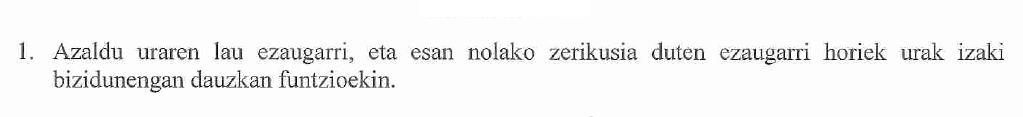 1. Azaldu uraren lau ezaugarri, eta esan nolako zerikusia duten ezaugarri horiek urak izaki
bizidunengan dauzkan funtzioekin.